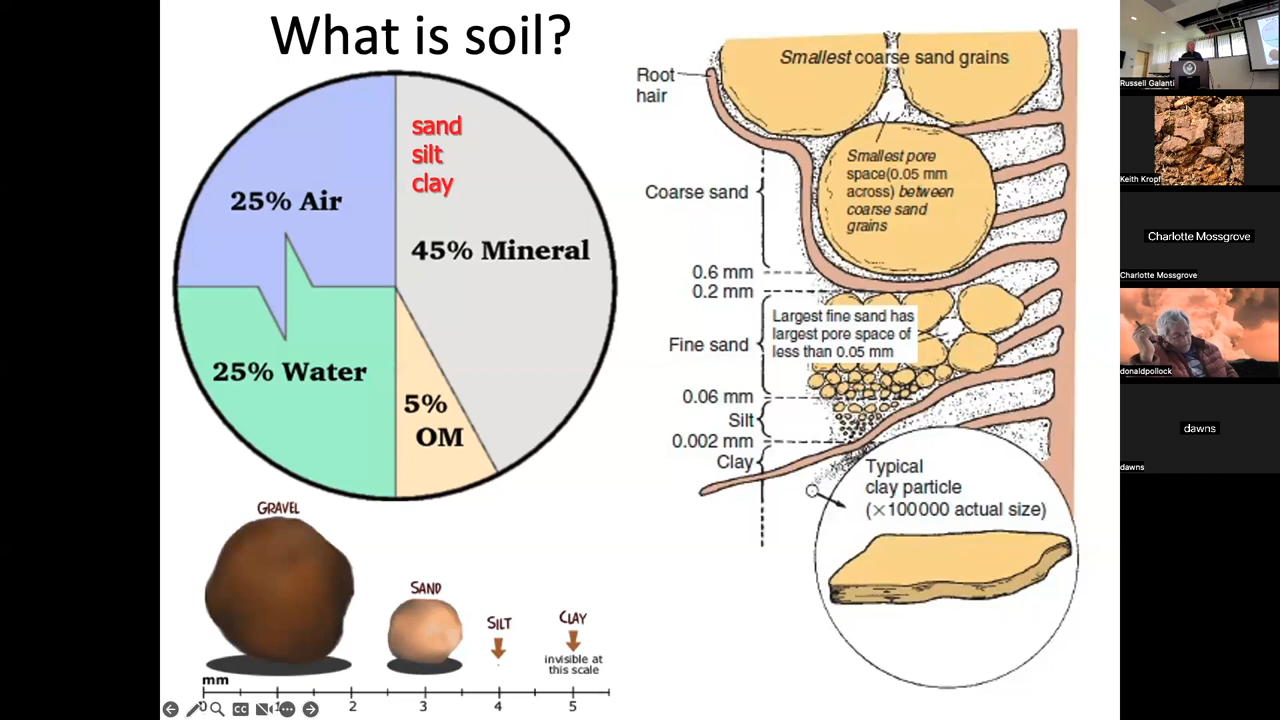 What is soil?
sand
silt
clay
25% Air
45% Mineral
25% Water
5%
OM
GRAVEL
SAND
SILT
CLAY
invisible at
this scale
mm
0 1 2 3 4 5
Smallest coarse sand grains
Root
hair
Smallest pore
space(0.05 mm
across) between
coarse sand
grains
Coarse sand
0.6 mm
0.2 mm
Largest fine sand has
largest pore space of
less than 0.05 mm
Fine sand
0.06 mm
Silt
0.002 mm
Clay
Typical
clay particle
(×100000 actual size)
CC
Russell Galanti
Keith Kropf
Charlotte Mossgrove
Charlotte Mossgrove
donaldpollock
dawns
dawns